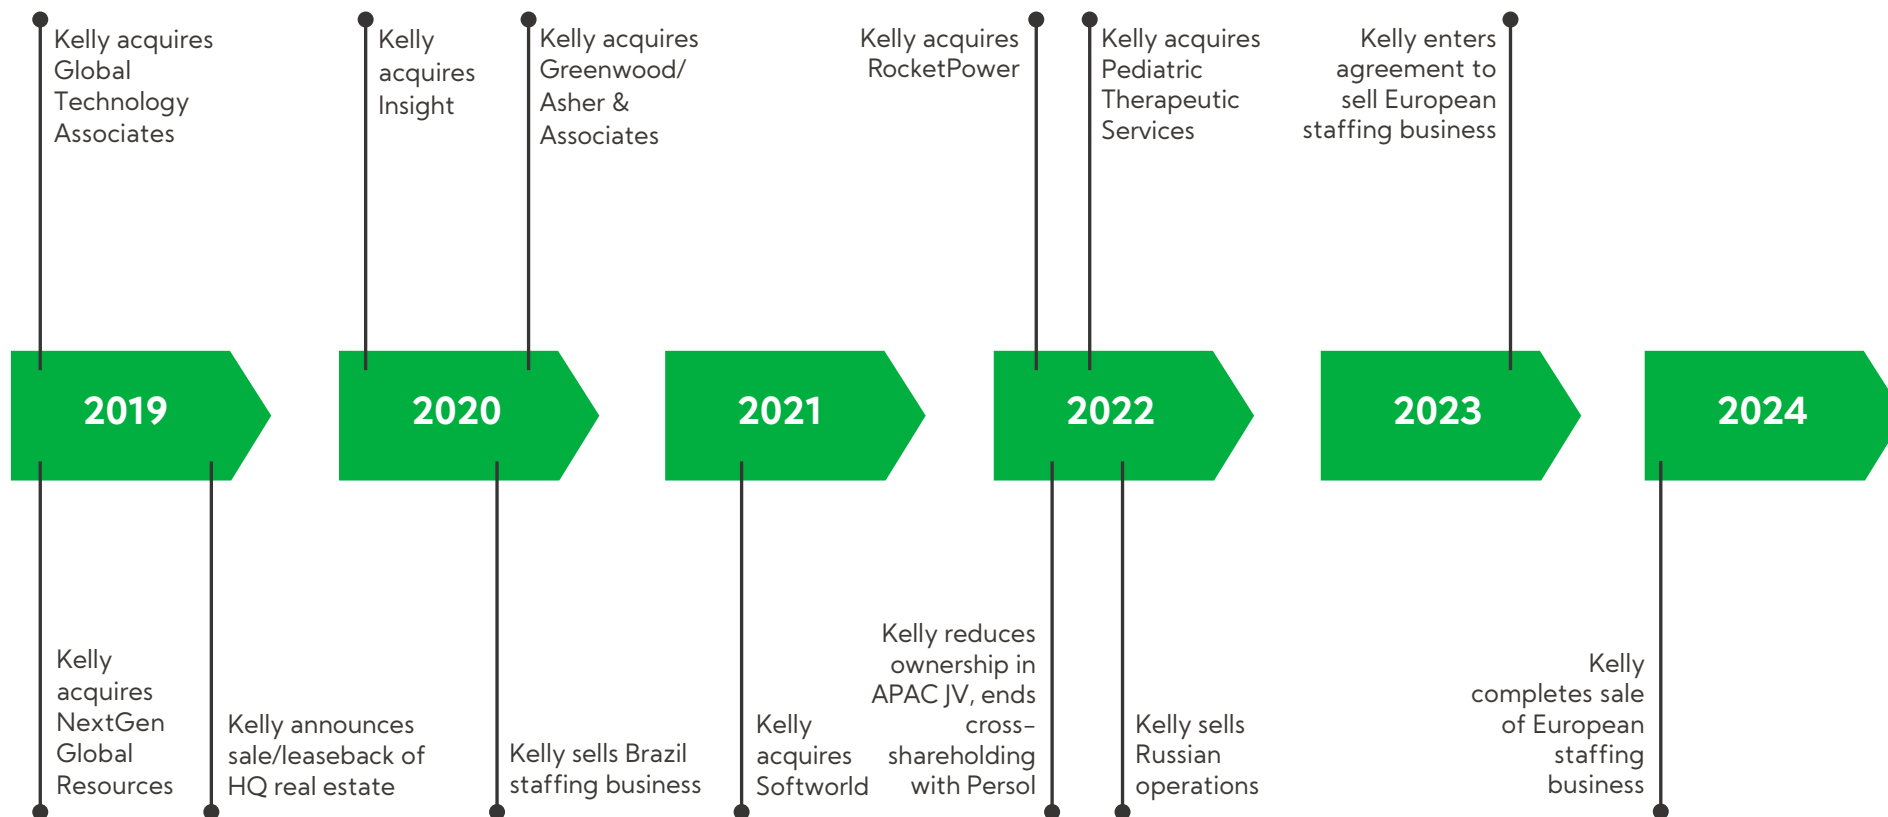 Kelly acquires
Global
Technology
Associates
Kelly
acquires
Insight
Kelly acquires
Greenwood/
Asher &
Associates
Kelly acquires
RocketPower
Kelly acquires
Pediatric
Therapeutic
Services
Kelly enters
agreement to
sell European
staffing business
2019
2020
2021
2022
2023
2024
Kelly
acquires
NextGen
Global
Resources
Kelly announces
sale/leaseback of
HQ real estate
Kelly sells Brazil
staffing business
Kelly
acquires
Softworld
Kelly reduces
ownership in
APAC JV, ends
cross-
shareholding
with Persol
Kelly sells
Russian
operations
Kelly
completes sale
of European
staffing
business